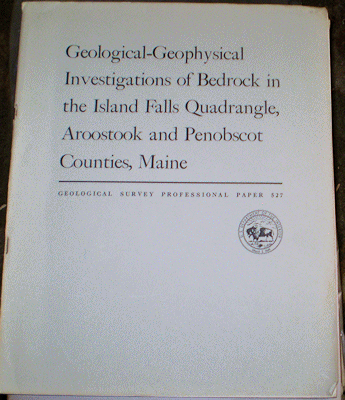 Geological-Geophysical
Investigations of Bedrock in
the Island Falls Quadrangle,
Aroostook and Penobscot
Counties, Maine
GEOLOGICAL SURVEY PROFESSIONAL PAPER 527